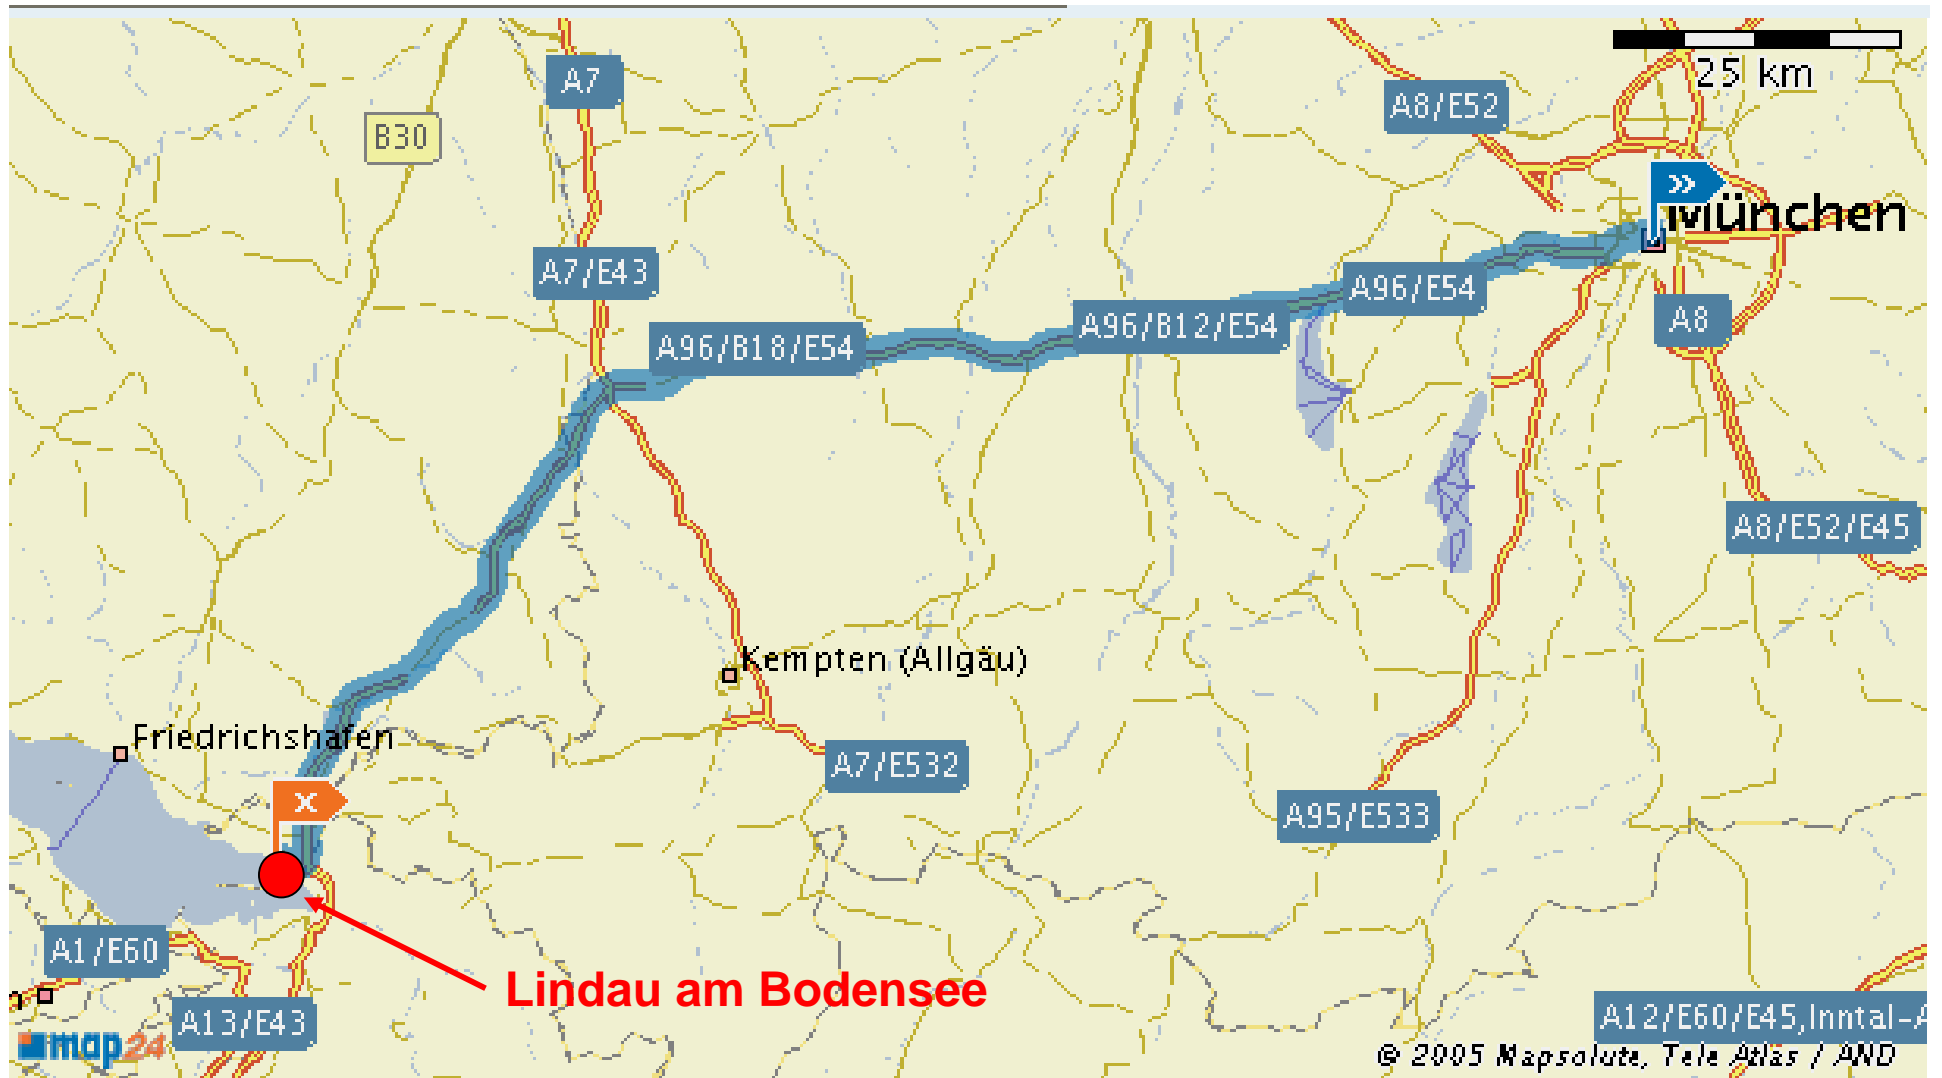 A7
25 km
A8/E52
B30
»
München
A7/E43
A96/E54
A96/B12/E54
A8
A96/B18/E54
A8/E52/E45
Kempten (Allgäu)
Friedrichshafen
A7/E532
x
A95/E533
A1/E60
Lindau am Bodensee
n
A13/E43
A12/E60/E45,Inntal-A
map24
© 2005 Mapsolute, Tele Atlas / AND